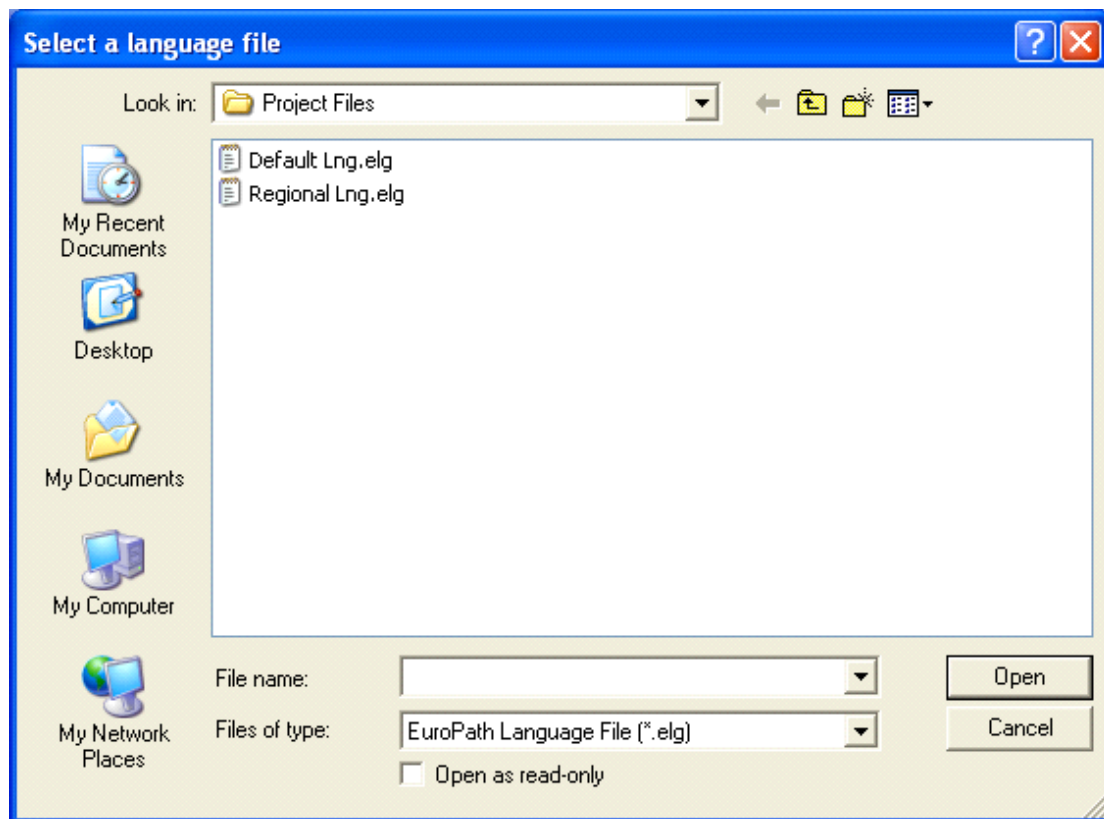 Select a language file
Look in: Project Files
Default Lng.elg
Regional Lng.elg
My Recent
Documents
Desktop
My Documents
My Computer
My Network
Places
File name:
Open
Files of type: EuroPath Language File (*.elg)
Cancel
Open as read-only